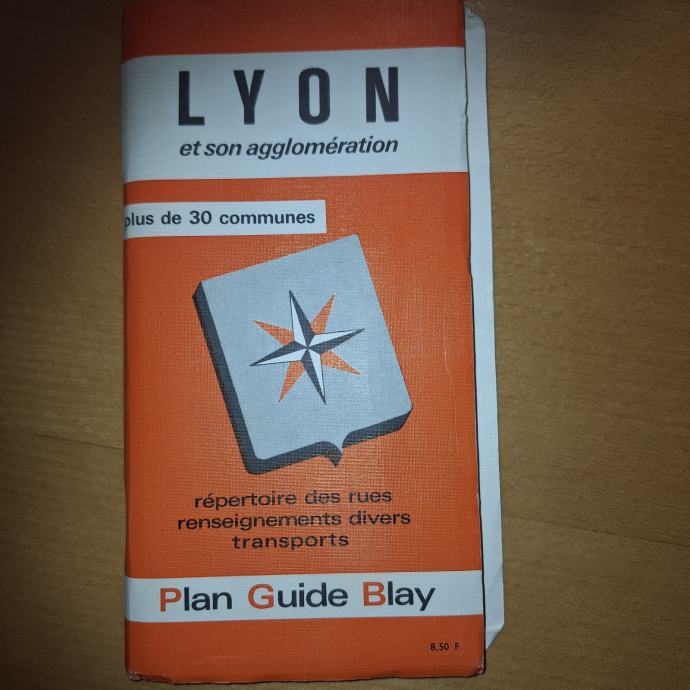 LYON
et son agglomération
plus de 30 communes
répertoire des rues
renseignements divers
transports
Plan Guide Blay
8,50 F